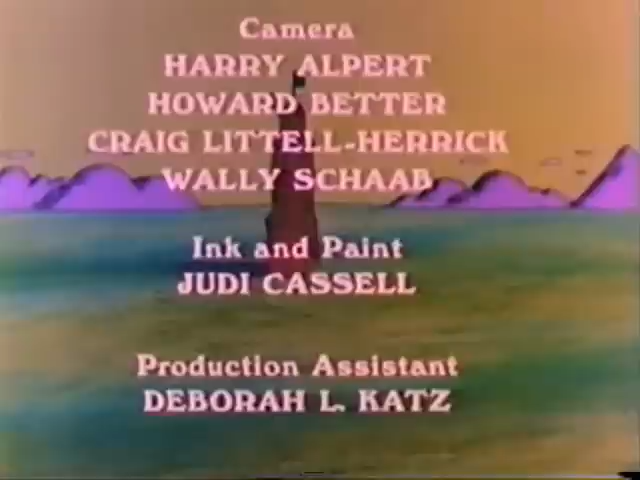 Camera
HARRY ALPERT
HOWARD BETTER
CRAIG LITTELL-HERRICK
WALLY SCHAAB
Ink and Paint
JUDI CASSELL
Production Assistant
DEBORAH L. KATZ